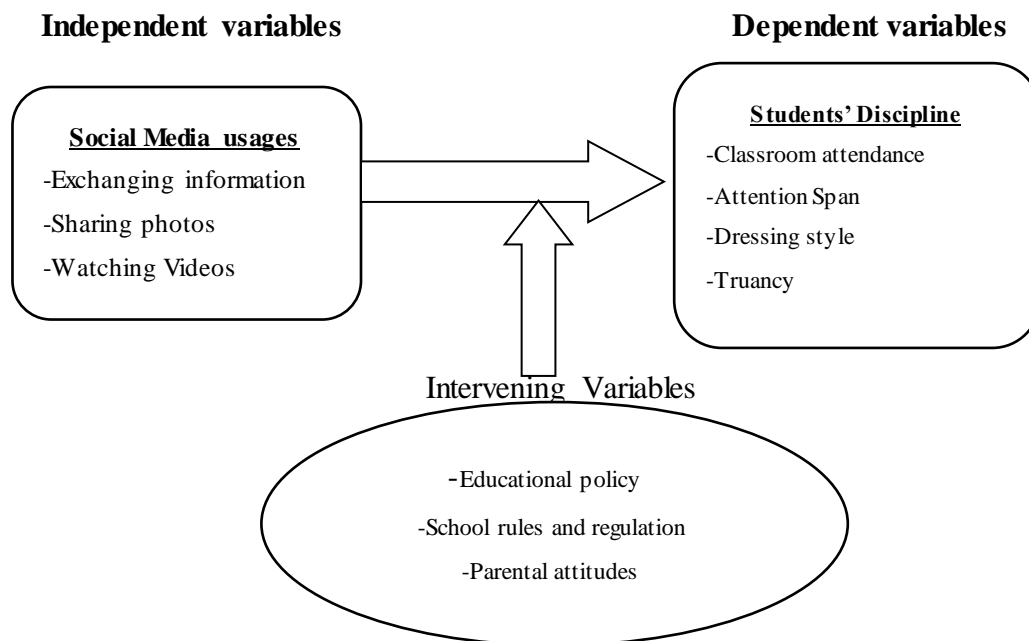 Independent variables
Dependent variables
Social Media usages
-Exchanging information
-Sharing photos
-Watching Videos
Students’ Discipline
-Classroom attendance
-Attention Span
-Dressing style
-Truancy
Intervening Variables
-Educational policy
-School rules and regulation
-Parental attitudes